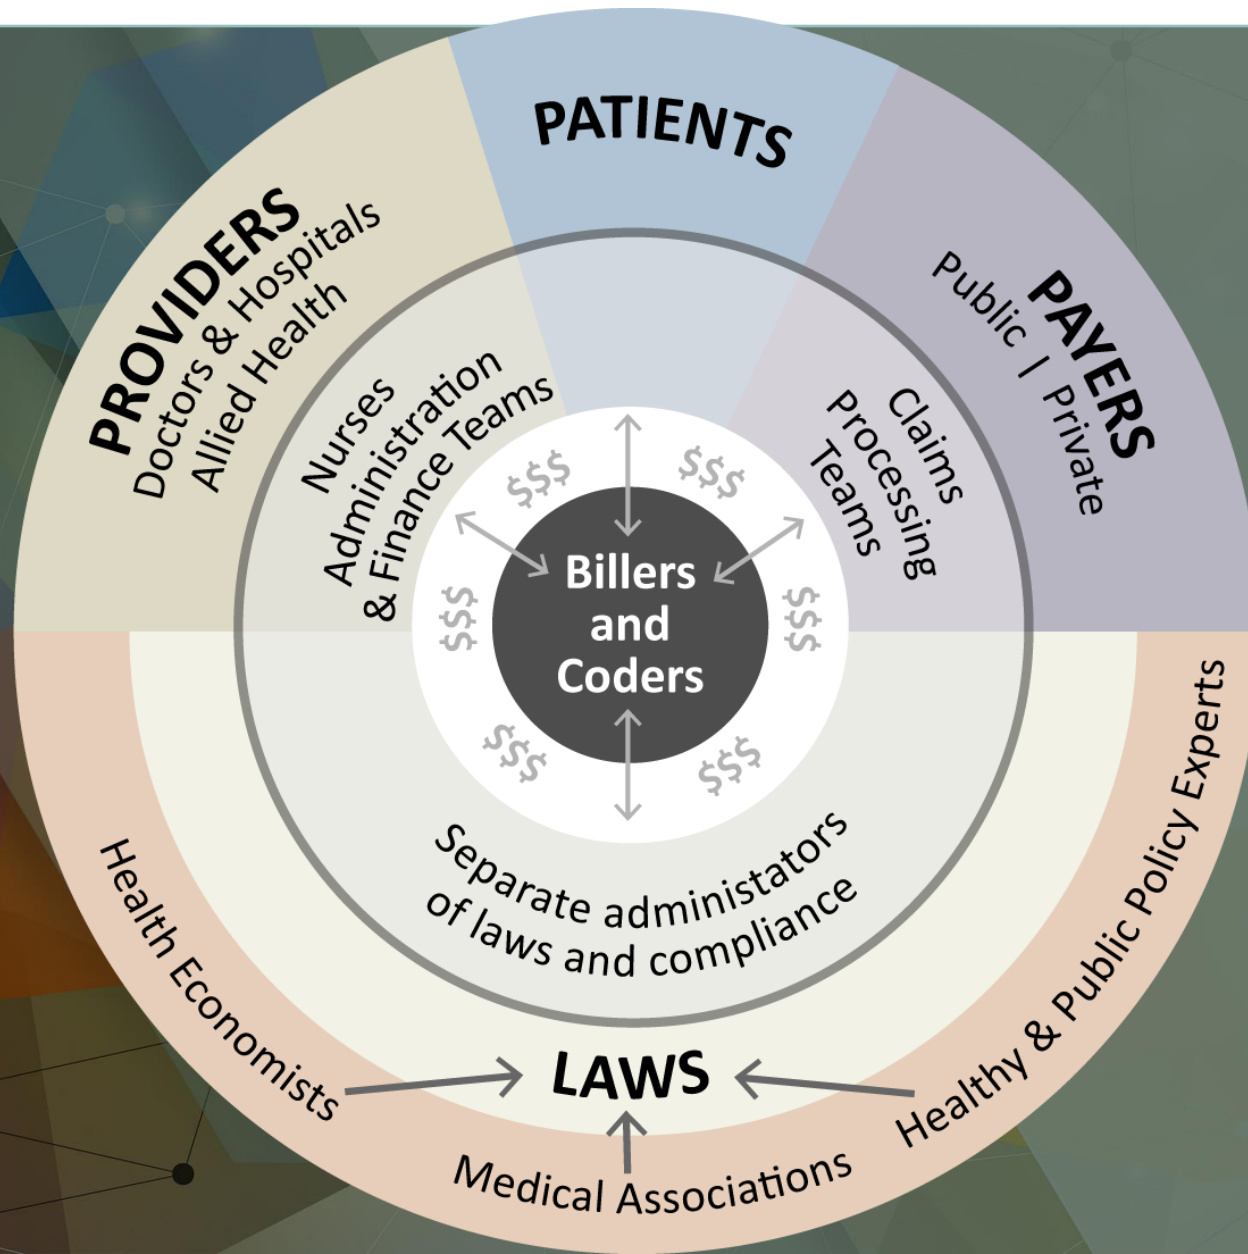 PATIENTS
PROVIDERS
Doctors & Hospitals
Allied Health
PAYERS
Public | Private
Nurses
Administration
& Finance Teams
Claims
Processing
Teams
$$$
$$$
$$$
$$$
$$$
$$$
Billers
and
Coders
Separate administators
of laws and compliance
LAWS
Health Economists
Medical Associations
Healthy & Public Policy Experts